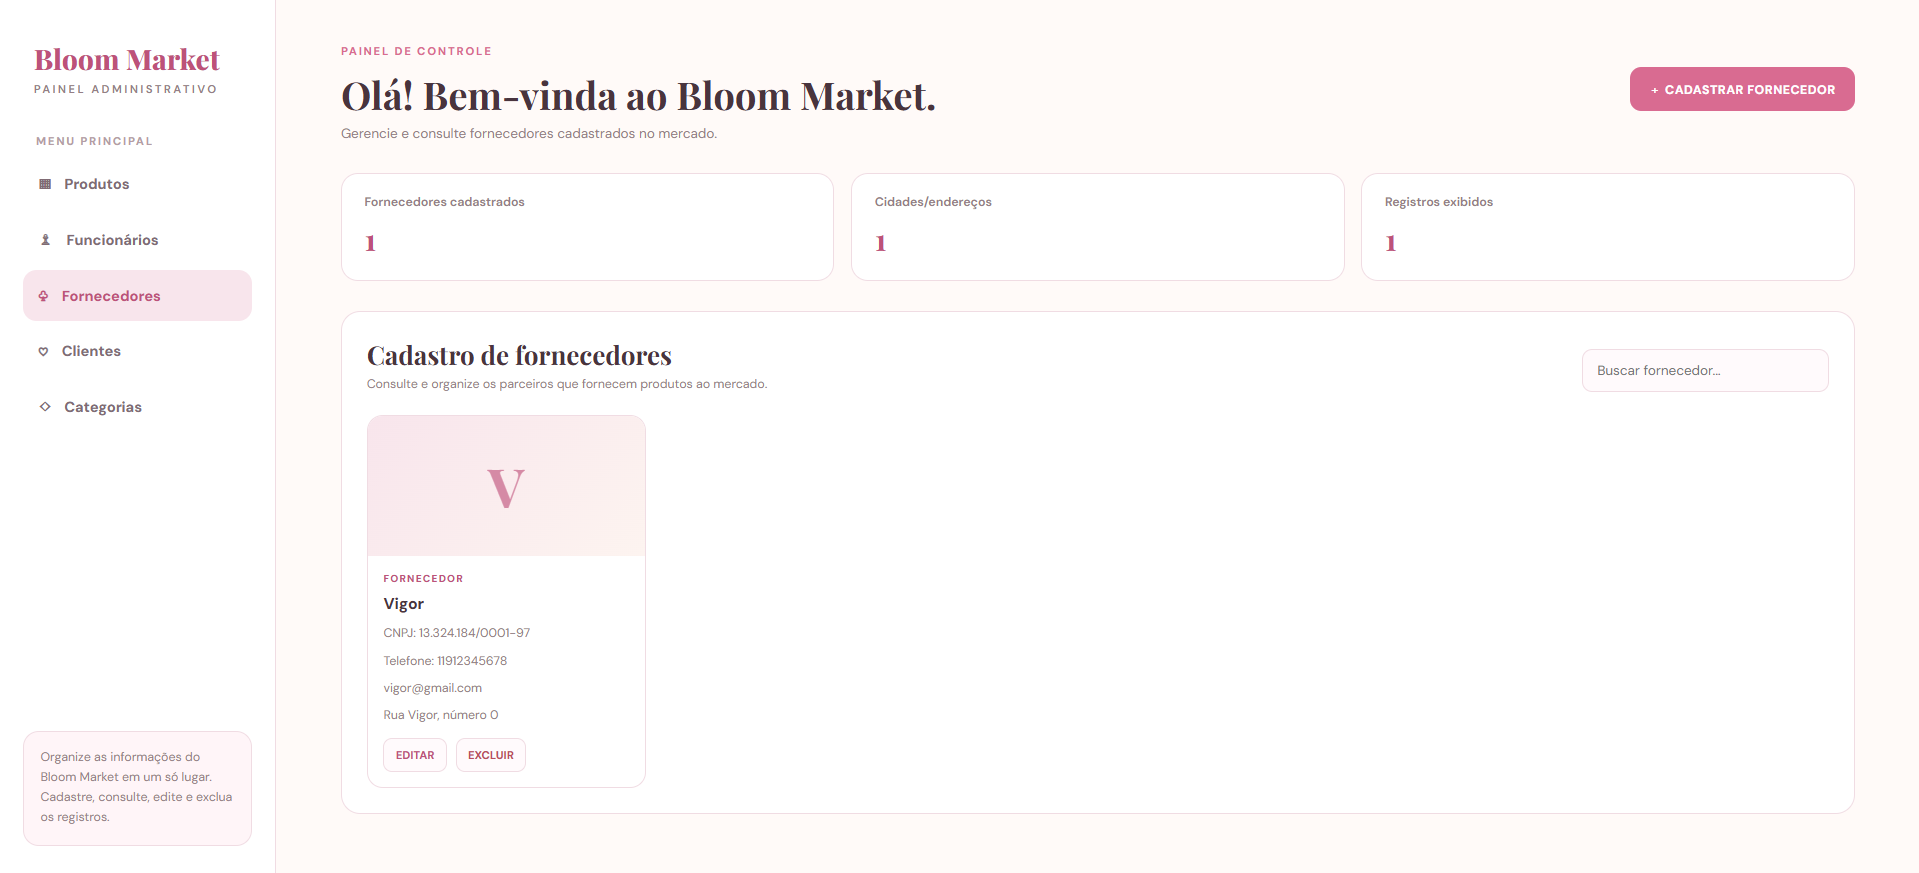 Bloom Market
PAINEL ADMINISTRATIVO
MENU PRINCIPAL
Produtos
Funcionários
Fornecedores
Clientes
Categorias
Organize as informações do
Bloom Market em um só lugar.
Cadastre, consulte, edite e exclua
os registros.
PAINEL DE CONTROLE
Olá! Bem-vinda ao Bloom Market.
Gerencie e consulte fornecedores cadastrados no mercado.
+ CADASTRAR FORNECEDOR
Fornecedores cadastrados
1
Cidades/endereços
1
Registros exibidos
1
Cadastro de fornecedores
Consulte e organize os parceiros que fornecem produtos ao mercado.
Buscar fornecedor...
V
FORNECEDOR
Vigor
CNPJ: 13.324.184/0001-97
Telefone: 11912345678
vigor@gmail.com
Rua Vigor, número 0
EDITAR
EXCLUIR